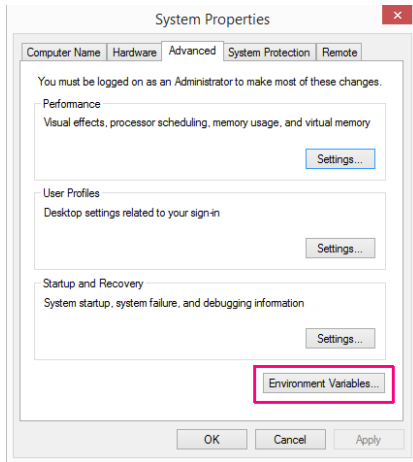 System Properties
Computer Name Hardware Advanced System Protection Remote
You must be logged on as an Administrator to make most of these changes.
Performance
Visual effects, processor scheduling, memory usage, and virtual memory
Settings...
User Profiles
Desktop settings related to your sign-in
Settings...
Startup and Recovery
System startup, system failure, and debugging information
Settings...
Environment Variables...
OK Cancel Apply